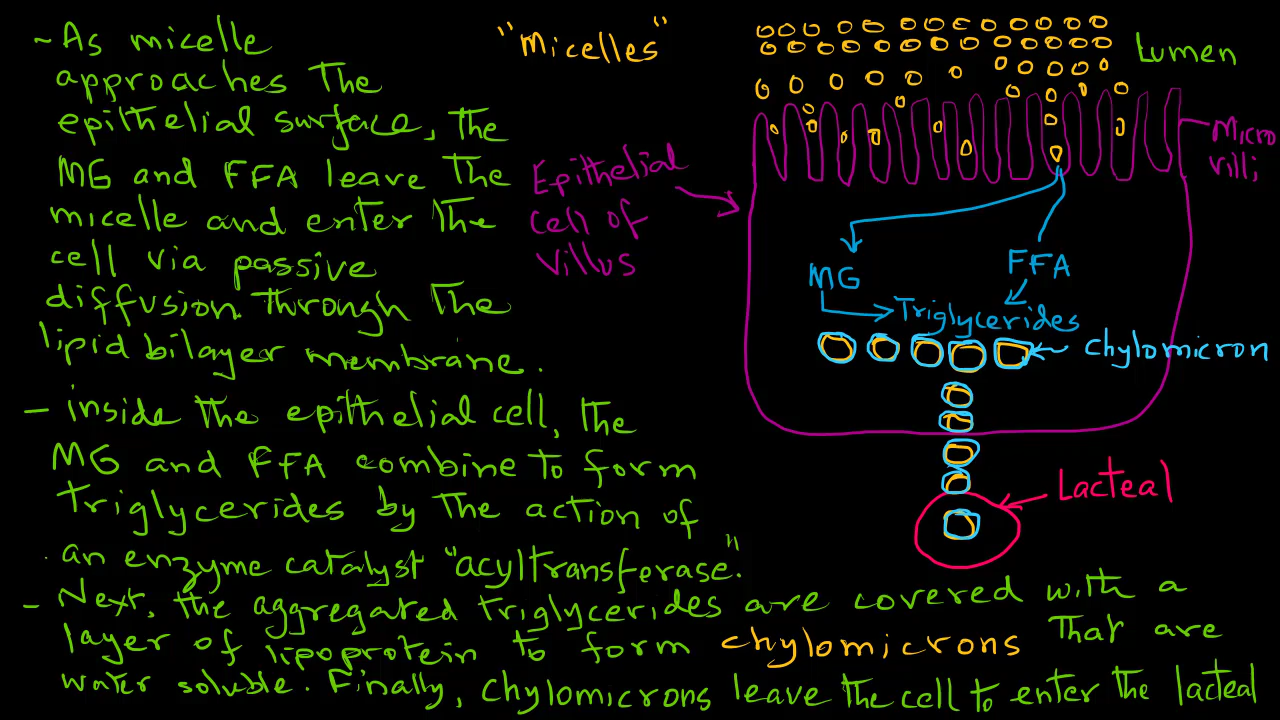 ~ As micelle
approaches The
epithelial surface, The
MG and FFA leave The
micelle and enter The
cell via passive
diffusion through The
lipid bilayer membrane.
- inside The epithelial cell, The
MG and FFA combine to form
Triglycerides by The action of
an enzyme catalyst "acyltransferase".
- Next, The aggregated triglycerides are covered with a
layer of lipoprotein to form chylomicrons That are
water soluble. Finally, chylomicrons leave the cell to enter the lacteal
"Micelles"
Lumen
Micro
villi
Epithelial
cell of
villus
MG
FFA
Triglycerides
chylomicron
Lacteal